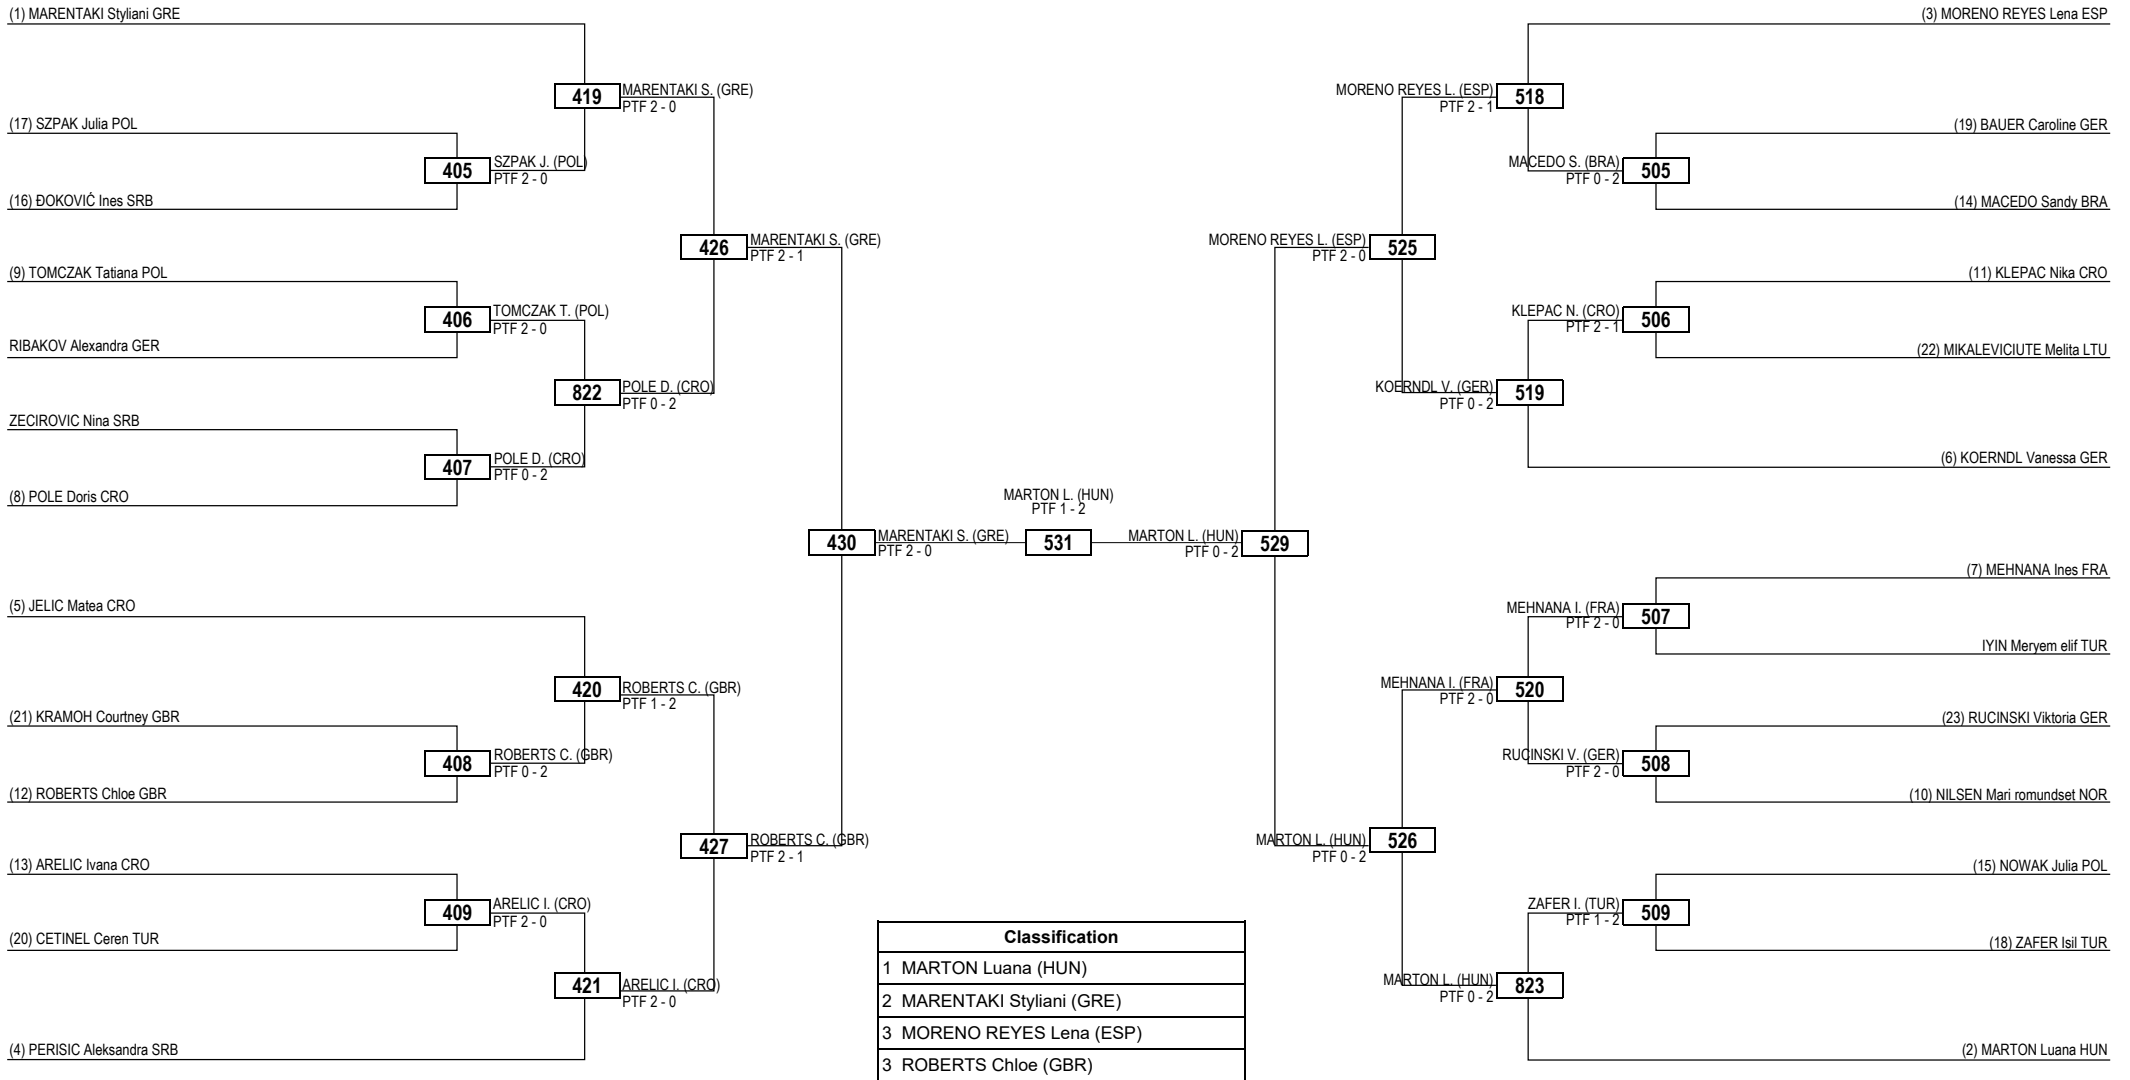 (1) MARENTAKI Styliani GRE
419
MARENTAKI S. (GRE)
PTF 2 - 0
(17) SZPAK Julia POL
405
SZPAK J. (POL)
PTF 2 - 0
(16) ĐOKOVIĆ Ines SRB
426
MARENTAKI S. (GRE)
PTF 2 - 1
(9) TOMCZAK Tatiana POL
406
TOMCZAK T. (POL)
PTF 2 - 0
RIBAKOV Alexandra GER
822
POLE D. (CRO)
PTF 0 - 2
ZECIROVIC Nina SRB
407
POLE D. (CRO)
PTF 0 - 2
(8) POLE Doris CRO
430
MARENTAKI S. (GRE)
PTF 2 - 0
(5) JELIC Matea CRO
420
ROBERTS C. (GBR)
PTF 1 - 2
(21) KRAMOH Courtney GBR
408
ROBERTS C. (GBR)
PTF 0 - 2
(12) ROBERTS Chloe GBR
427
ROBERTS C. (GBR)
PTF 2 - 1
(13) ARELIC Ivana CRO
409
ARELIC I. (CRO)
PTF 2 - 0
(20) CETINEL Ceren TUR
421
ARELIC I. (CRO)
PTF 2 - 0
(4) PERISIC Aleksandra SRB
MARTON L. (HUN)
PTF 1 - 2
531
(3) MORENO REYES Lena ESP
MORENO REYES L. (ESP)
PTF 2 - 1
518
(19) BAUER Caroline GER
MACEDO S. (BRA)
PTF 0 - 2
505
(14) MACEDO Sandy BRA
MORENO REYES L. (ESP)
PTF 2 - 0
525
(11) KLEPAC Nika CRO
KLEPAC N. (CRO)
PTF 2 - 1
506
(22) MIKALEVICIUTE Melita LTU
KOERNDL V. (GER)
PTF 0 - 2
519
(6) KOERNDL Vanessa GER
MARTON L. (HUN)
PTF 0 - 2
529
(7) MEHNANA Ines FRA
MEHNANA I. (FRA)
PTF 2 - 0
507
IYIN Meryem elif TUR
MEHNANA I. (FRA)
PTF 2 - 0
520
(23) RUCINSKI Viktoria GER
RUCINSKI V. (GER)
PTF 2 - 0
508
(10) NILSEN Mari romundset NOR
MARTON L. (HUN)
PTF 0 - 2
526
(15) NOWAK Julia POL
ZAFER I. (TUR)
PTF 1 - 2
509
(18) ZAFER Isil TUR
MARTON L. (HUN)
PTF 0 - 2
823
(2) MARTON Luana HUN
Classification
1 MARTON Luana (HUN)
2 MARENTAKI Styliani (GRE)
3 MORENO REYES Lena (ESP)
3 ROBERTS Chloe (GBR)